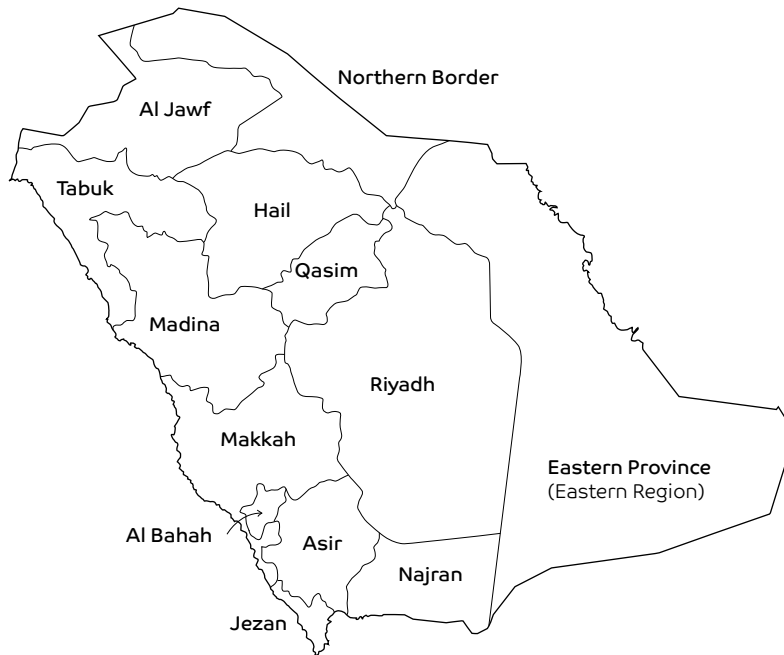 Northern Border
Al Jawf
Tabuk
Hail
Qasim
Madina
Riyadh
Makkah
Eastern Province
(Eastern Region)
Al Bahah
Asir
Najran
Jezan